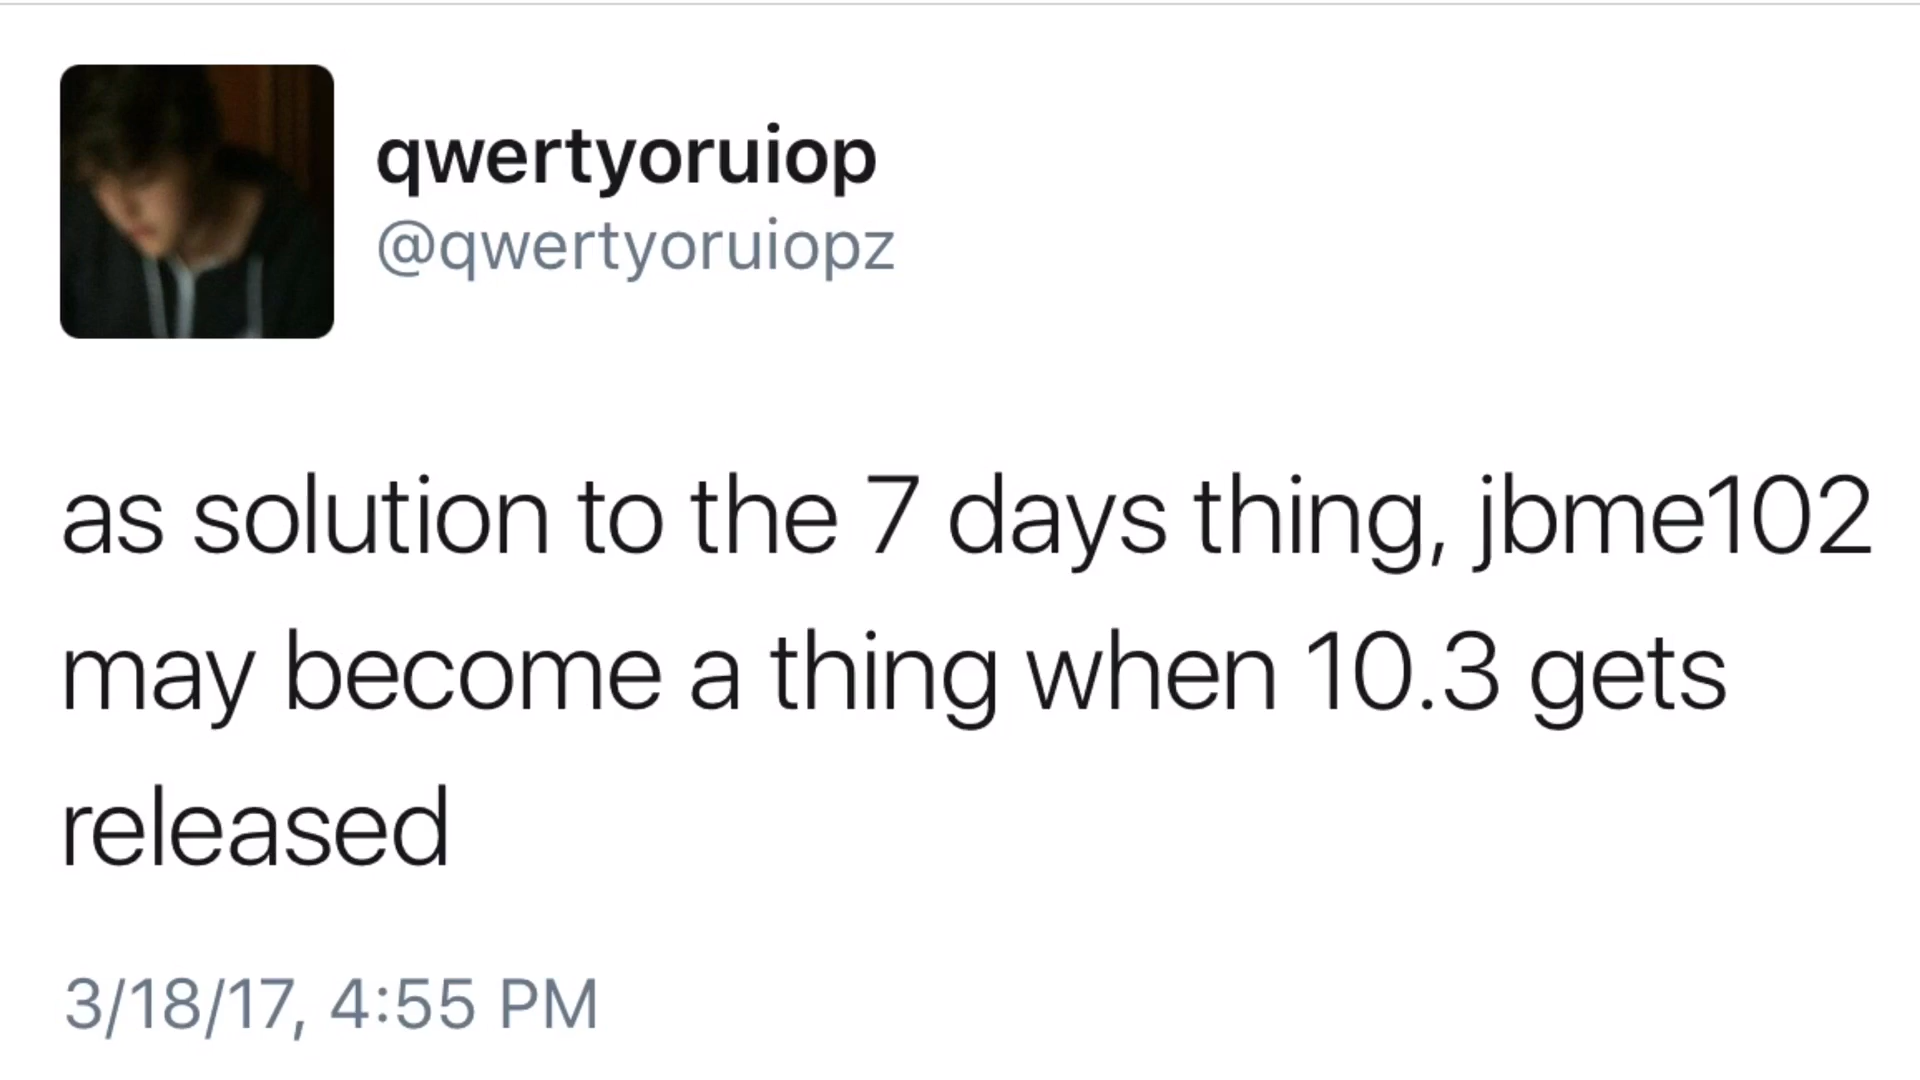 qwertyoruiop
@qwertyoruiopz
as solution to the 7 days thing, jbme102
may become a thing when 10.3 gets
released
3/18/17, 4:55 PM